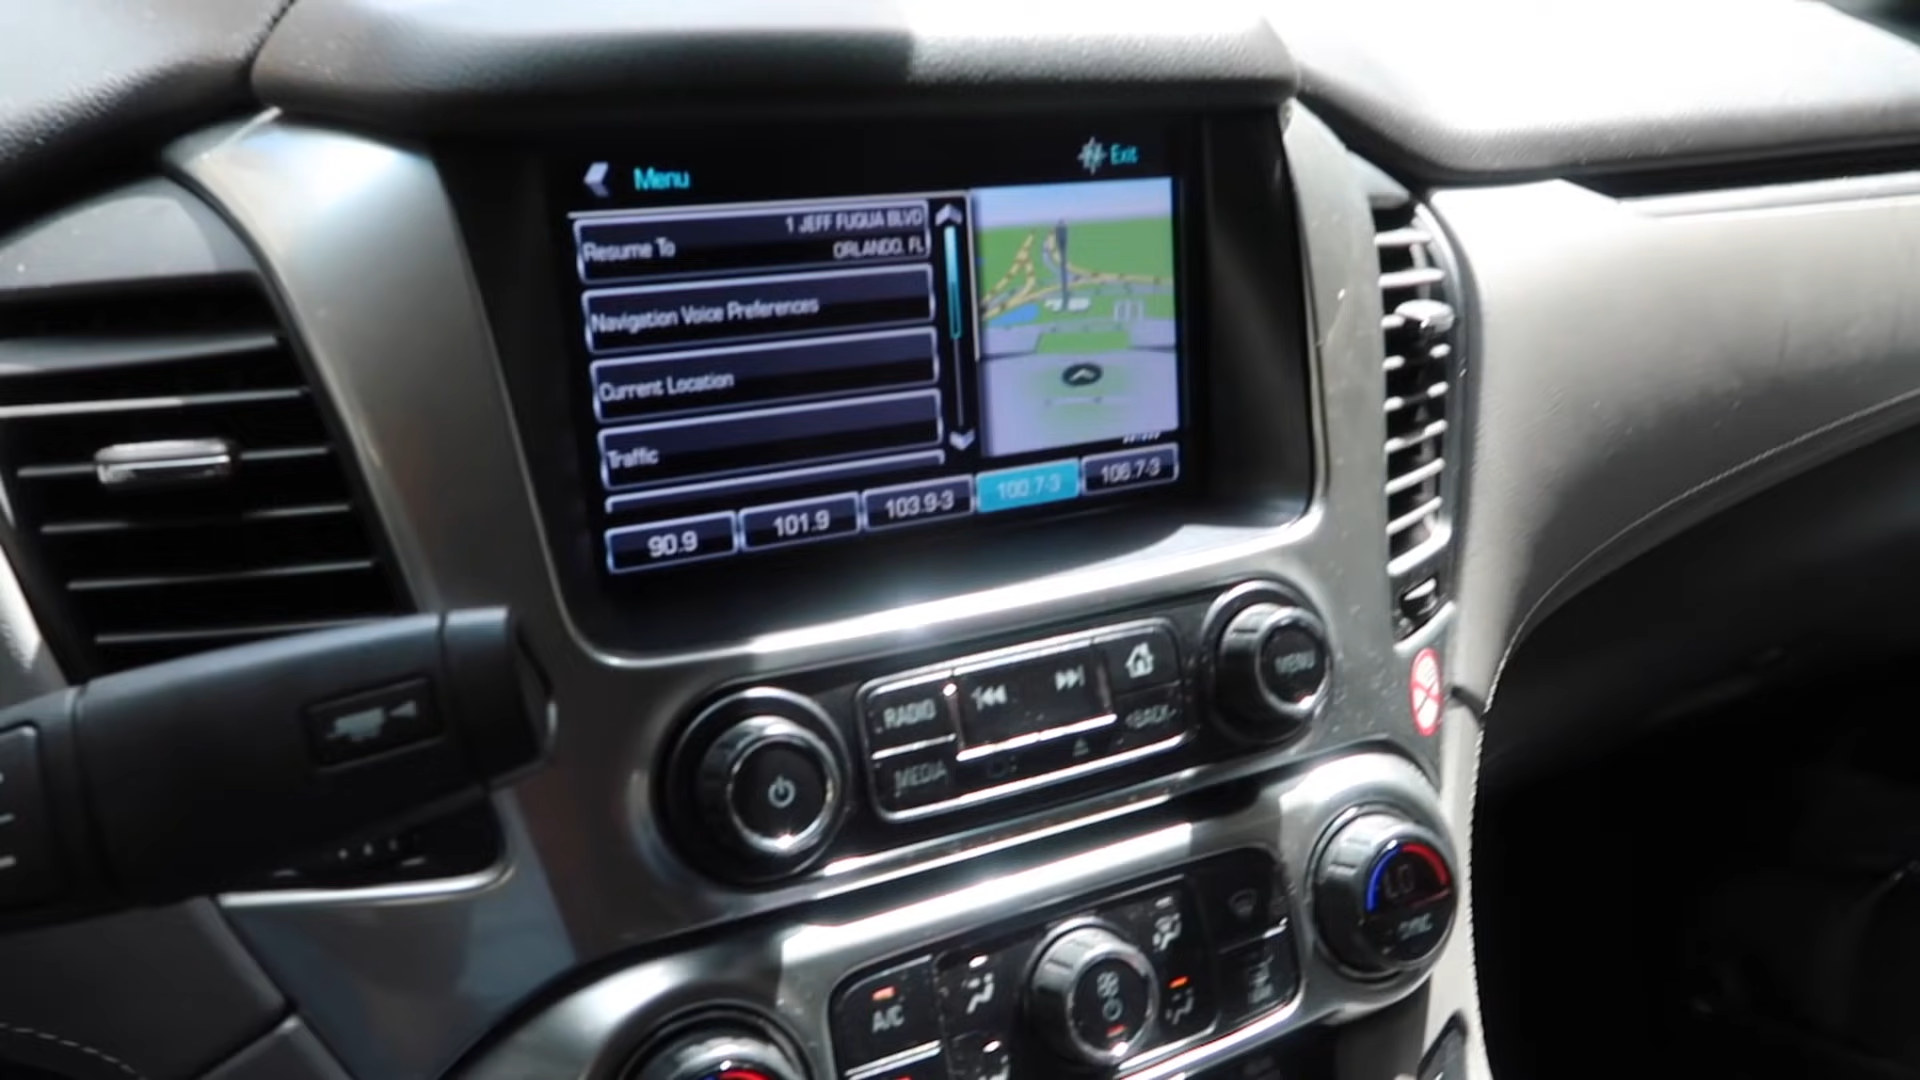 Menu
Exit
Resume To
1 JEFF FUQUA BLVD
ORLANDO, FL
Navigation Voice Preferences
Current Location
Traffic
90.9
101.9
103.9-3
100.7-3
106.7-3
RADIO
MEDIA
BACK
MENU
LO
SYNC
A/C